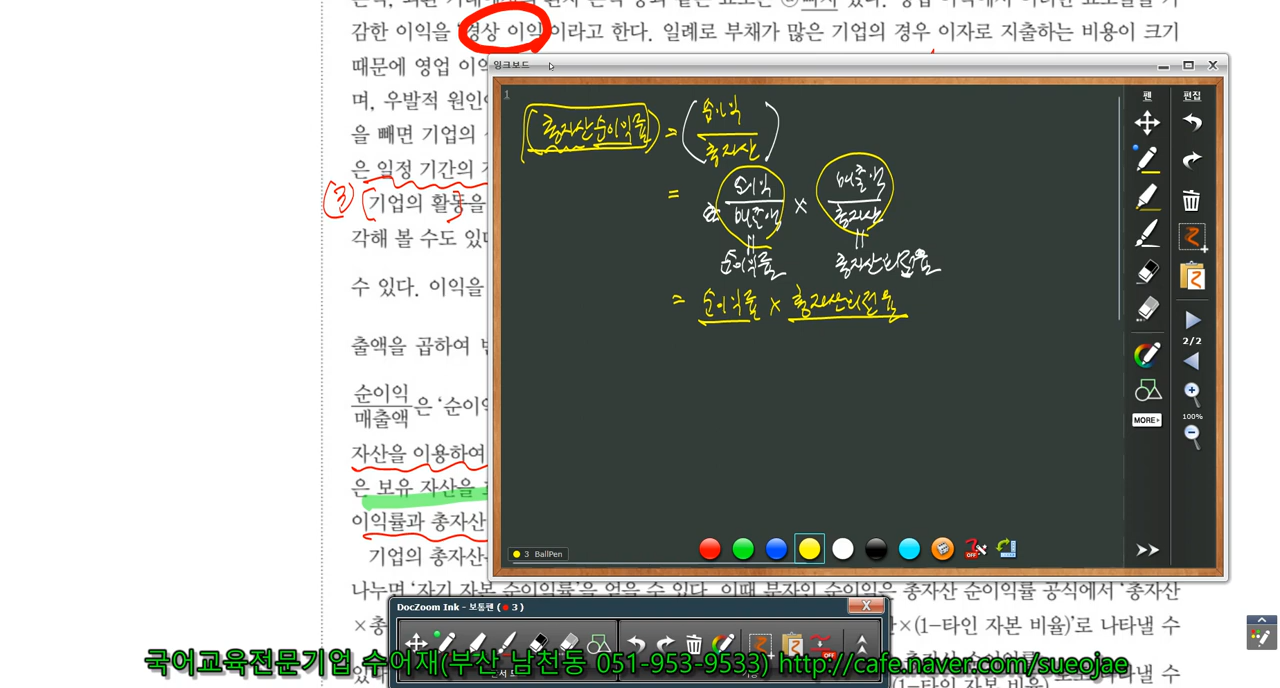 감한 이익을 '경상 이익'이라고 한다. 일례로 부채가 많은 기업의 경우 이자로 지출하는 비용이 크기
때문에 영업 이익
며, 우발적 원인에
을 빼면 기업의
은 일정 기간의
(3) 기업의 활동을
각해 볼 수도 있다
수 있다. 이익을
출액을 곱하여
순이익
매출액
은 '순이익
자산을 이용하여
은 보유 자산을
이익률과 총자산
기업의 총자산
나누면 '자기 자본 순이익률'을 얻을 수 있다. 이때 분자인 순이익은 총자산 순이익률 공식에서 '총자산
×총
×(1−타인 자본 비율)'로 나타낼 수
잉크보드
1
총자산순이익률 = (순이익
총자산)
= 순이익
매출액
× 매출액
총자산
= 순이익률
= 총자산회전율
= 순이익률 × 총자산회전율
펜
편집
2/2
100%
MORE
3 BallPen
OFF
DocZoom Ink - 보통펜 (● 3 )
OFF
국어교육전문기업 수어재(부산 남천동 051-953-9533) http://cafe.naver.com/sueojae